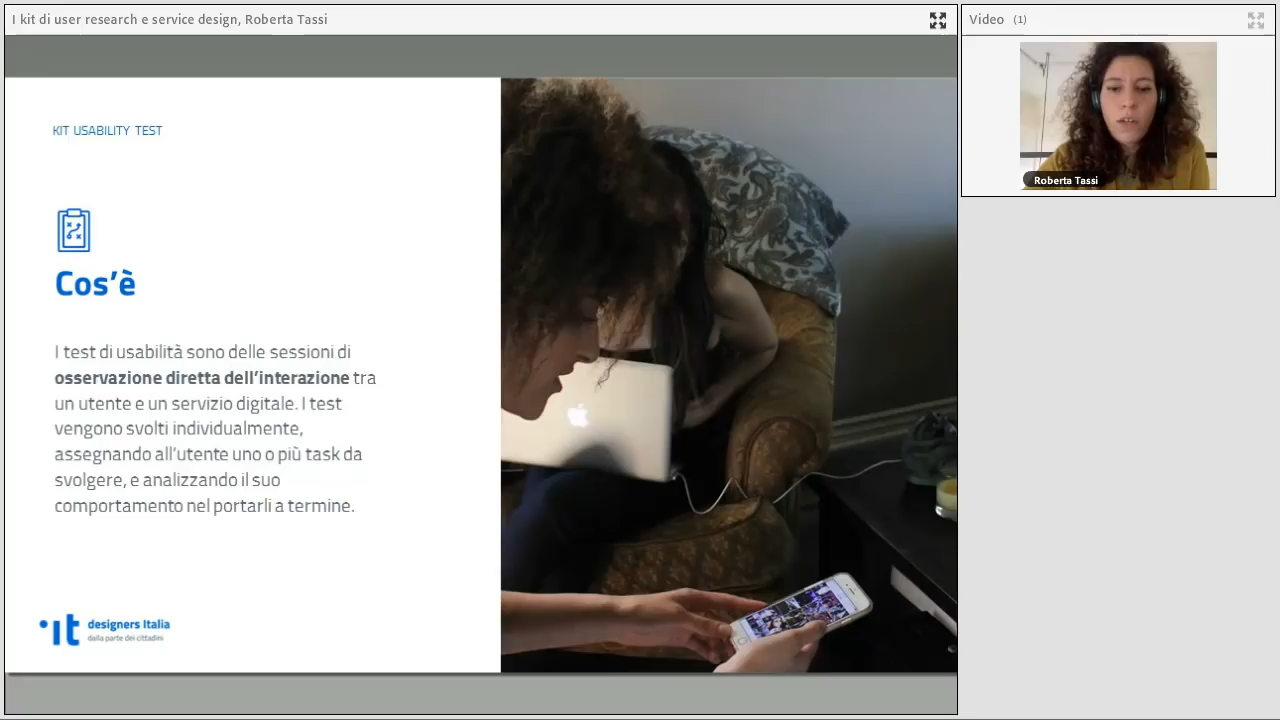 I kit di user research e service design, Roberta Tassi
Video (1)
Roberta Tassi
KIT USABILITY TEST
Cos'è
I test di usabilità sono delle sessioni di
osservazione diretta dell'interazione tra
un utente e un servizio digitale. I test
vengono svolti individualmente,
assegnando all'utente uno o più task da
svolgere, e analizzando il suo
comportamento nel portarli a termine.
it designers Italia
dalla parte dei cittadini